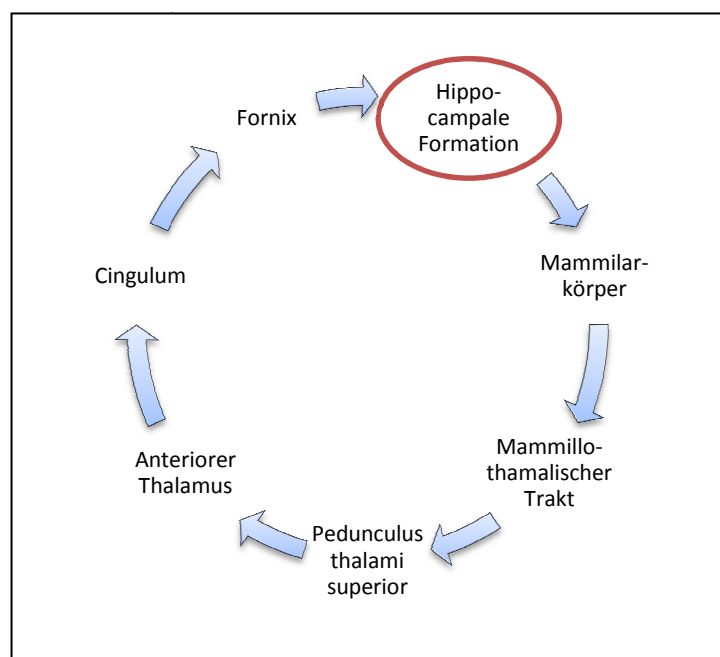 Hippo-
campale
Formation
Mammilar-
körper
Mammillo-
thamalischer
Trakt
Pedunculus
thalami
superior
Anteriorer
Thalamus
Cingulum
Fornix